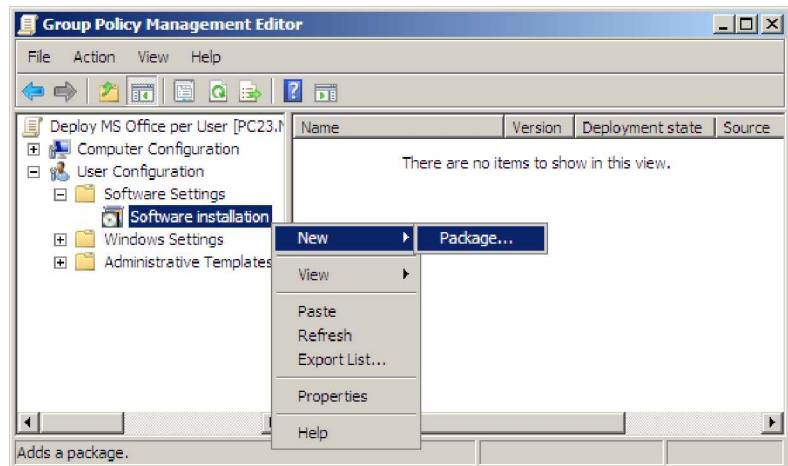 Group Policy Management Editor
File Action View Help
Deploy MS Office per User [PC23.
Name Version Deployment state Source
Computer Configuration
There are no items to show in this view.
User Configuration
Software Settings
Software installation
Windows Settings
Administrative Templates
New
Package...
View
Paste
Refresh
Export List...
Properties
Help
Adds a package.